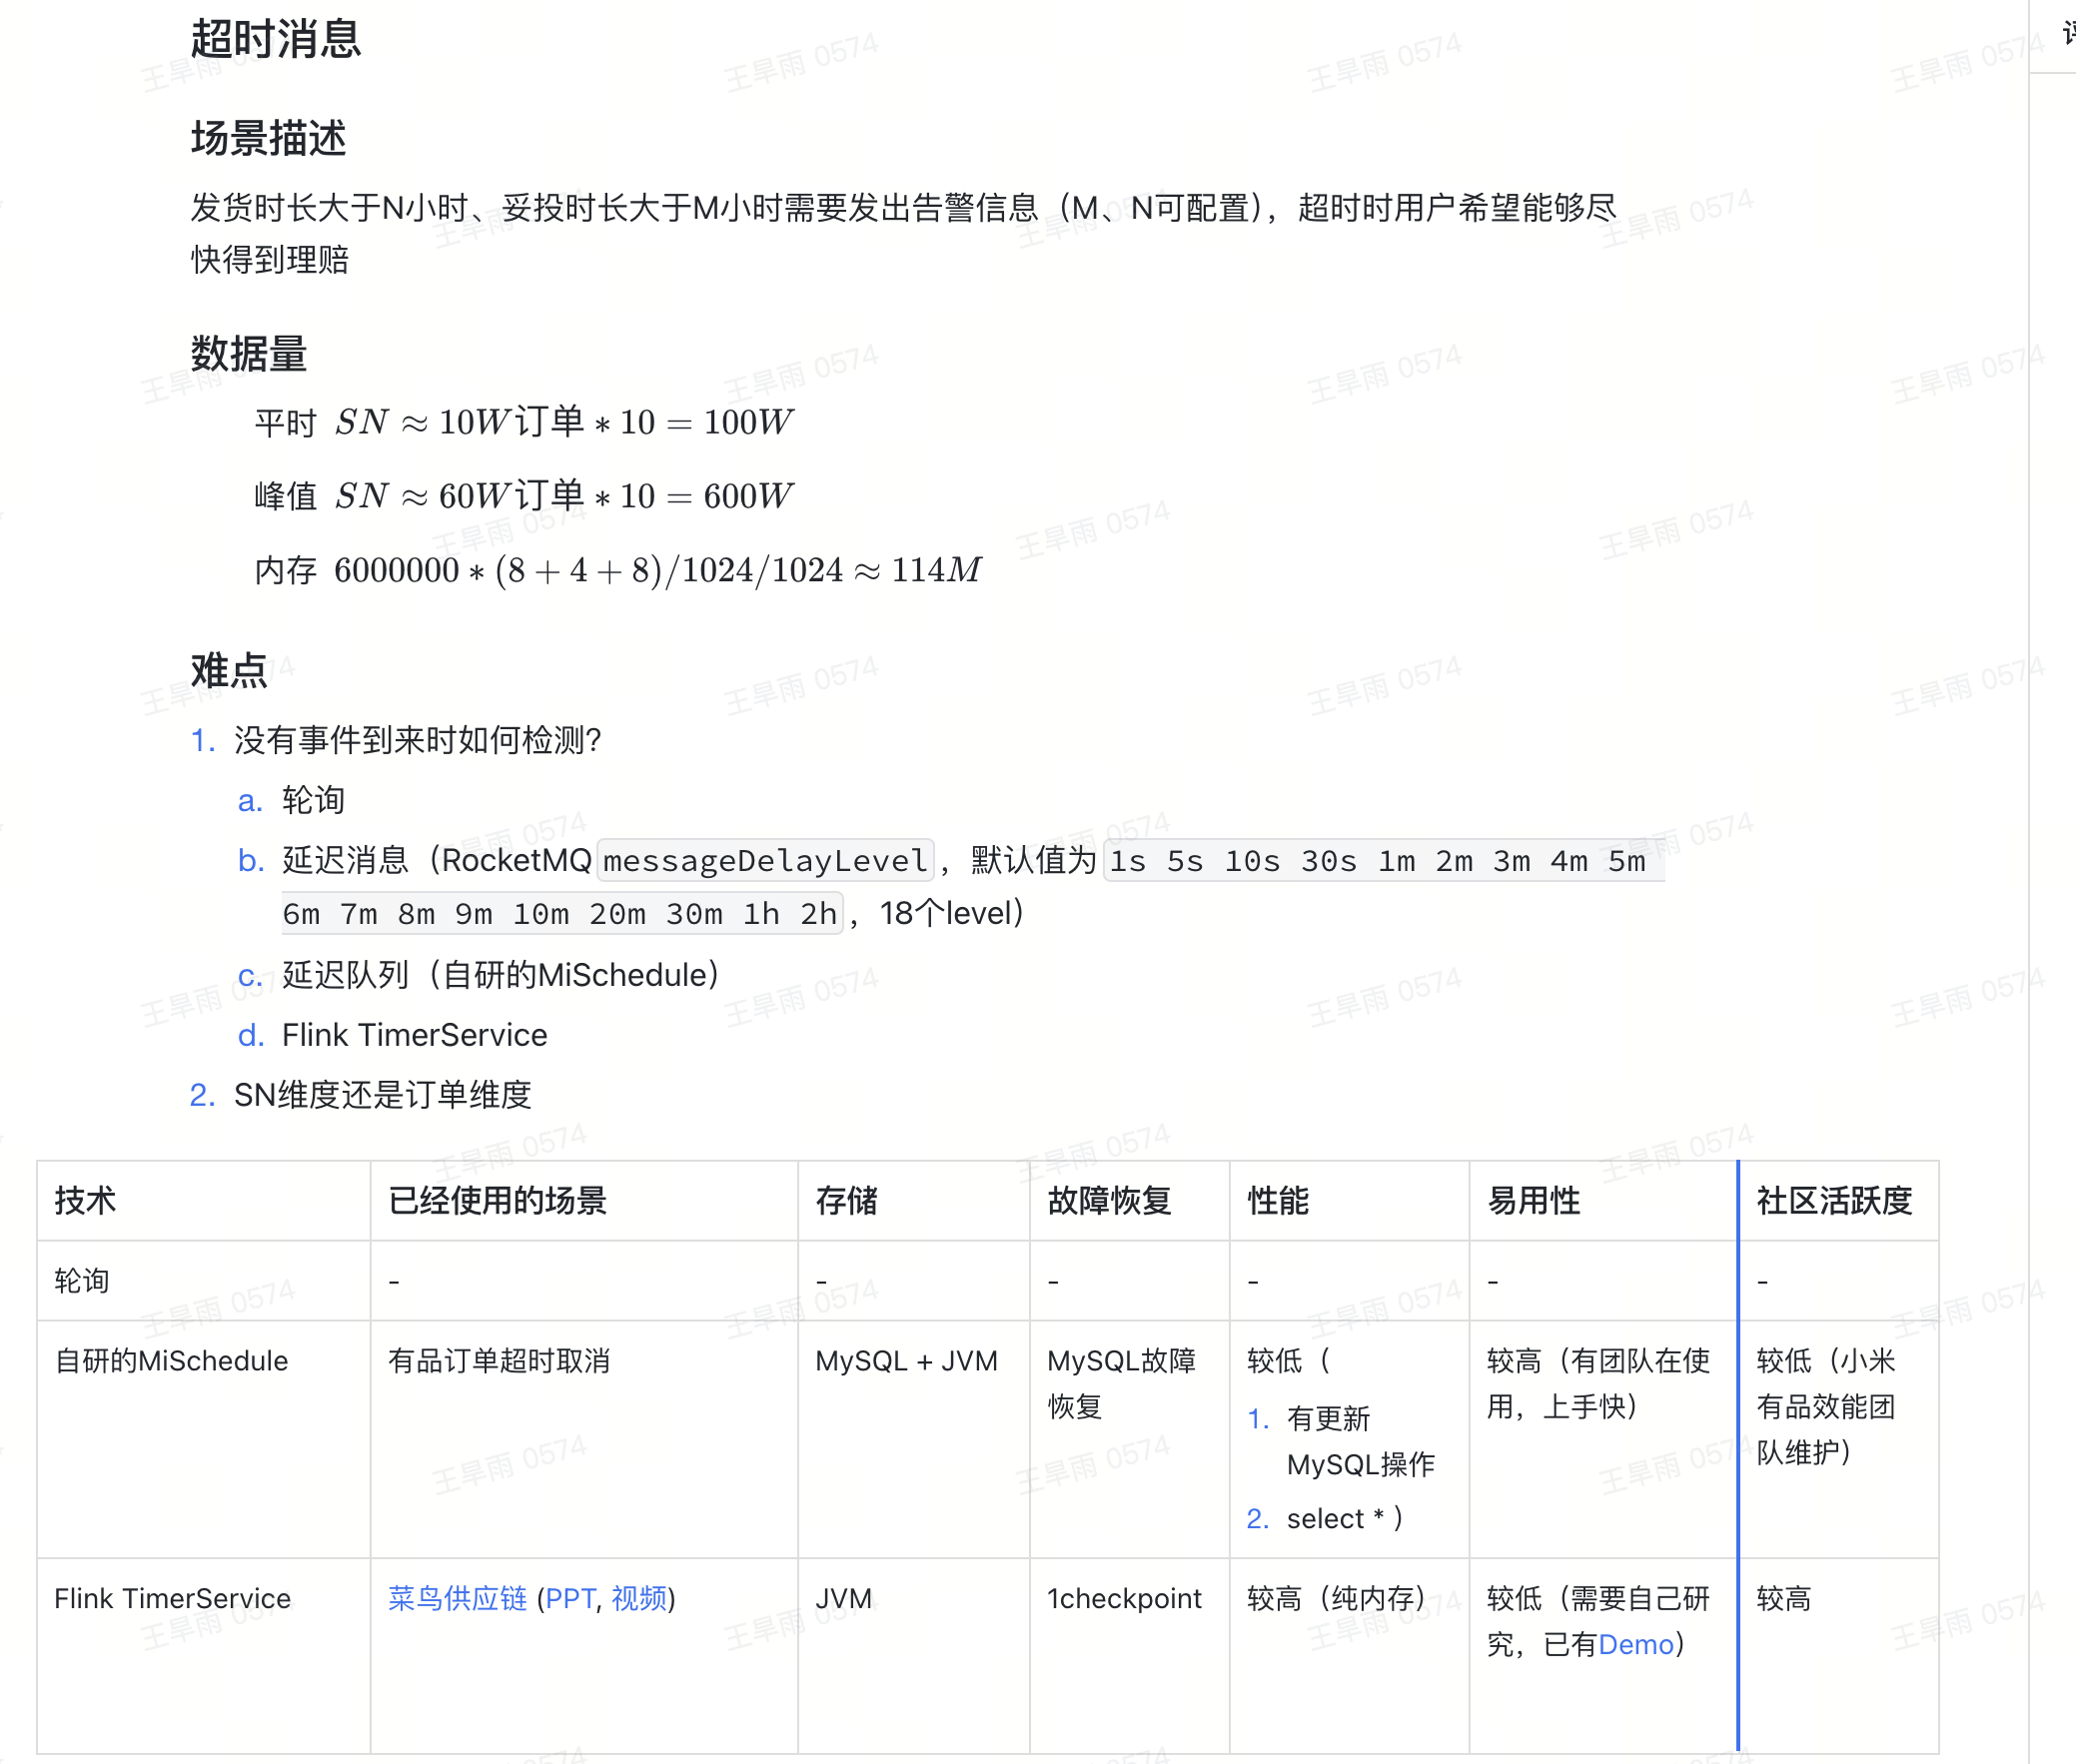 超时消息
场景描述
发货时长大于N小时、妥投时长大于M小时需要发出告警信息（M、N可配置），超时时用户希望能够尽
快得到理赔
数据量
平时 SN ≈ 10W订单 * 10 = 100W
峰值 SN ≈ 60W订单 * 10 = 600W
内存 6000000 * (8 + 4 + 8)/1024/1024 ≈ 114M
难点
1. 没有事件到来时如何检测？
a. 轮询
b. 延迟消息（RocketMQ messageDelayLevel，默认值为 1s 5s 10s 30s 1m 2m 3m 4m 5m
6m 7m 8m 9m 10m 20m 30m 1h 2h，18个level）
c. 延迟队列（自研的MiSchedule）
d. Flink TimerService
2. SN维度还是订单维度
技术 已经使用的场景 存储 故障恢复 性能 易用性 社区活跃度
轮询 - - - - - -
自研的MiSchedule
有品订单超时取消
MySQL + JVM
MySQL故障
恢复
较低（
1. 有更新
MySQL操作
2. select * ）
较高（有团队在使
用，上手快）
较低（小米
有品效能团
队维护）
Flink TimerService
菜鸟供应链 (PPT, 视频)
JVM
1checkpoint
较高（纯内存）
较低（需要自己研
究，已有Demo）
较高
王旱雨 0574